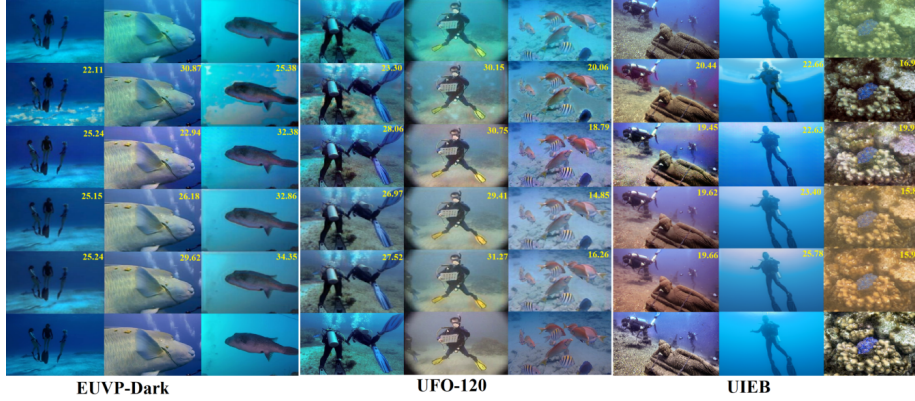 22.11 30.87 25.38 23.30 30.15 20.06 20.44 22.66
25.24 22.94 32.38 28.06 30.75 18.79 19.45 22.63
25.15 26.18 32.86 26.97 29.41 14.85 19.62 23.40
25.24 29.62 34.35 27.52 31.27 16.26 19.66 25.78
EUVP-Dark UFO-120 UIEB